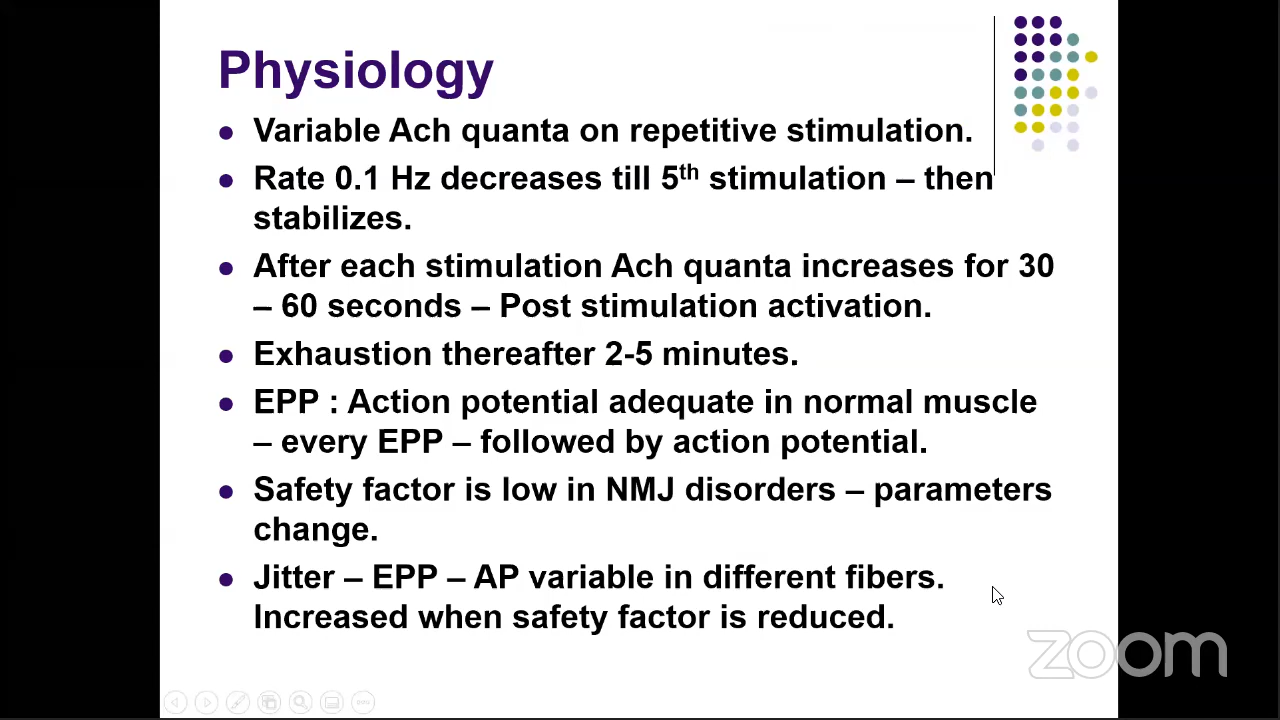 Physiology
Variable Ach quanta on repetitive stimulation.
Rate 0.1 Hz decreases till 5th stimulation – then
stabilizes.
After each stimulation Ach quanta increases for 30
– 60 seconds – Post stimulation activation.
Exhaustion thereafter 2-5 minutes.
EPP : Action potential adequate in normal muscle
– every EPP – followed by action potential.
Safety factor is low in NMJ disorders – parameters
change.
Jitter – EPP – AP variable in different fibers.
Increased when safety factor is reduced.
zoom